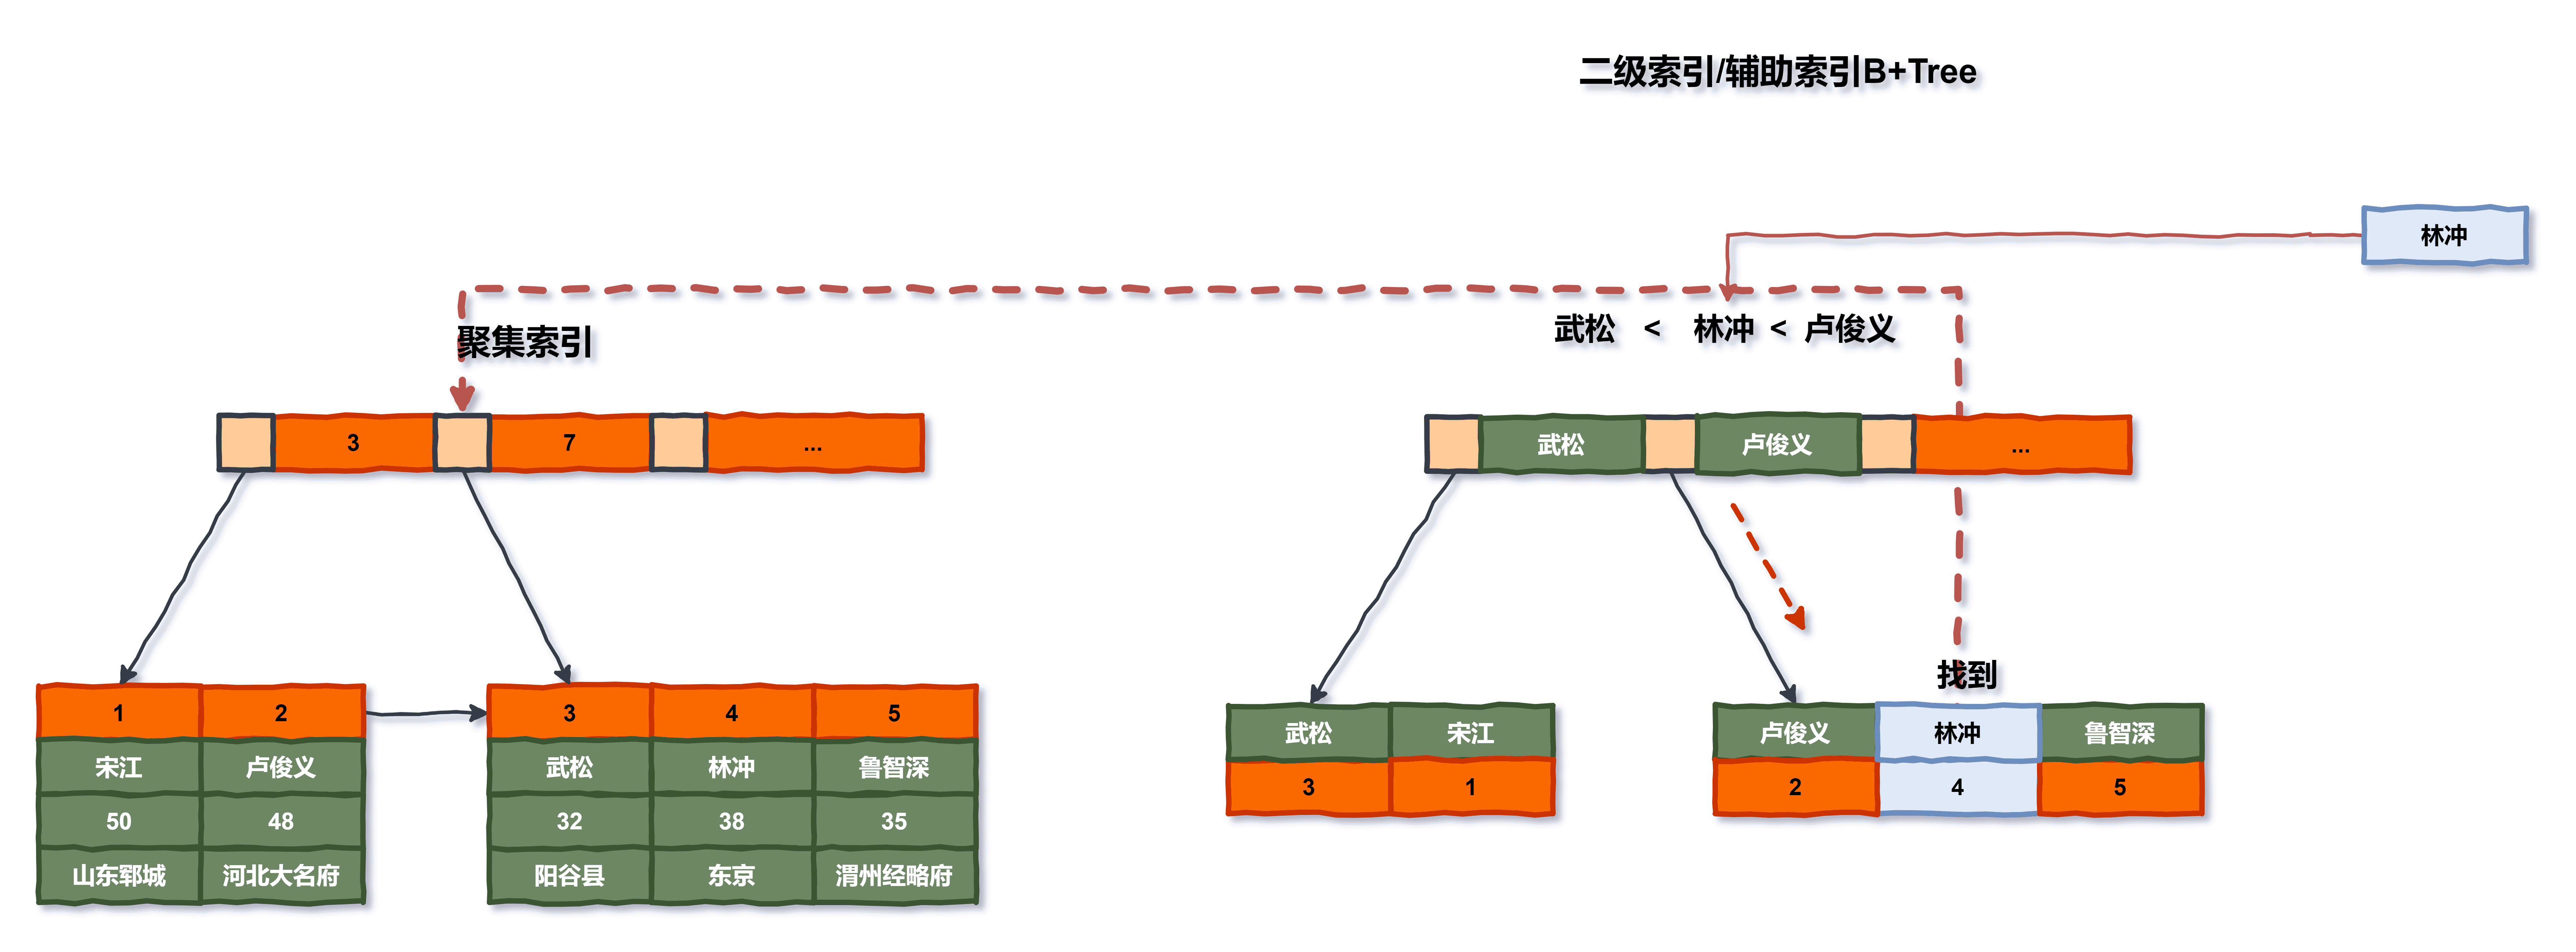 二级索引/辅助索引B+Tree
林冲
聚集索引
武松 < 林冲 < 卢俊义
3 7 ...
武松 卢俊义 ...
找到
1 2
宋江 卢俊义
50 48
山东郓城 河北大名府
3 4 5
武松 林冲 鲁智深
32 38 35
阳谷县 东京 渭州经略府
武松 宋江
3 1
卢俊义 林冲 鲁智深
2 4 5